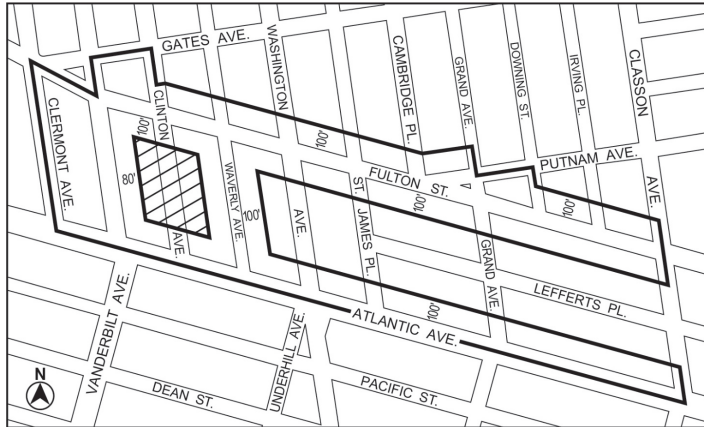 GATES AVE.
WASHINGTON
CAMBRIDGE PL.
GRAND AVE.
DOWNING ST.
IRVING PL.
CLASSON
CLERMONT AVE.
CLINTON
100'
80'
WAVERLY AVE.
100'
FULTON ST.
PUTNAM AVE.
100'
100'
AVE.
AVE.
100'
AVE.
ST.
JAMES PL.
GRAND AVE.
LEFFERTS PL.
100'
ATLANTIC AVE.
VANDERBILT AVE.
UNDERHILL AVE.
DEAN ST.
PACIFIC ST.
N